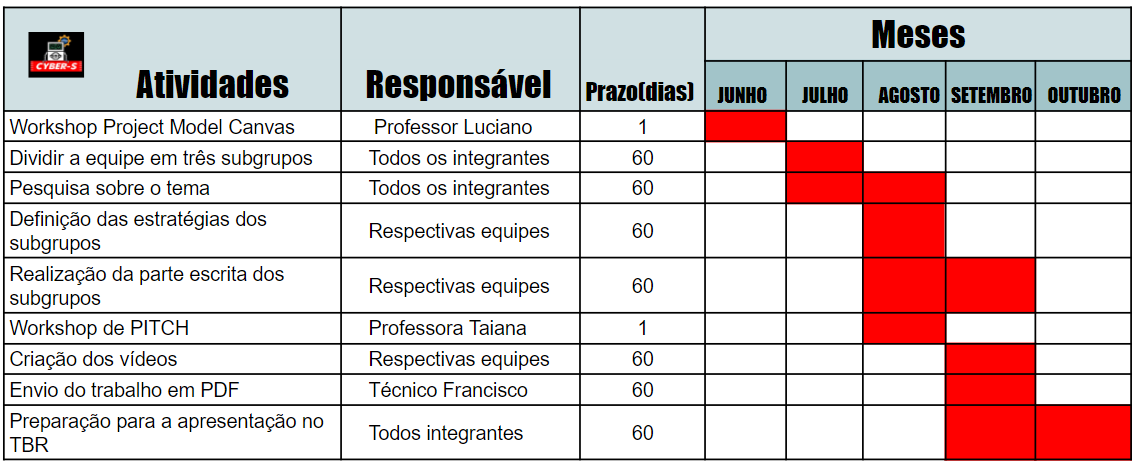 Meses
CYBER-S
Atividades Responsável Prazo(dias) JUNHO JULHO AGOSTO SETEMBRO OUTUBRO
Workshop Project Model Canvas Professor Luciano 1
Dividir a equipe em três subgrupos Todos os integrantes 60
Pesquisa sobre o tema Todos os integrantes 60
Definição das estratégias dos
subgrupos
Respectivas equipes 60
Realização da parte escrita dos
subgrupos
Respectivas equipes 60
Workshop de PITCH Professora Taiana 1
Criação dos vídeos Respectivas equipes 60
Envio do trabalho em PDF Técnico Francisco 60
Preparação para a apresentação no
TBR
Todos integrantes 60